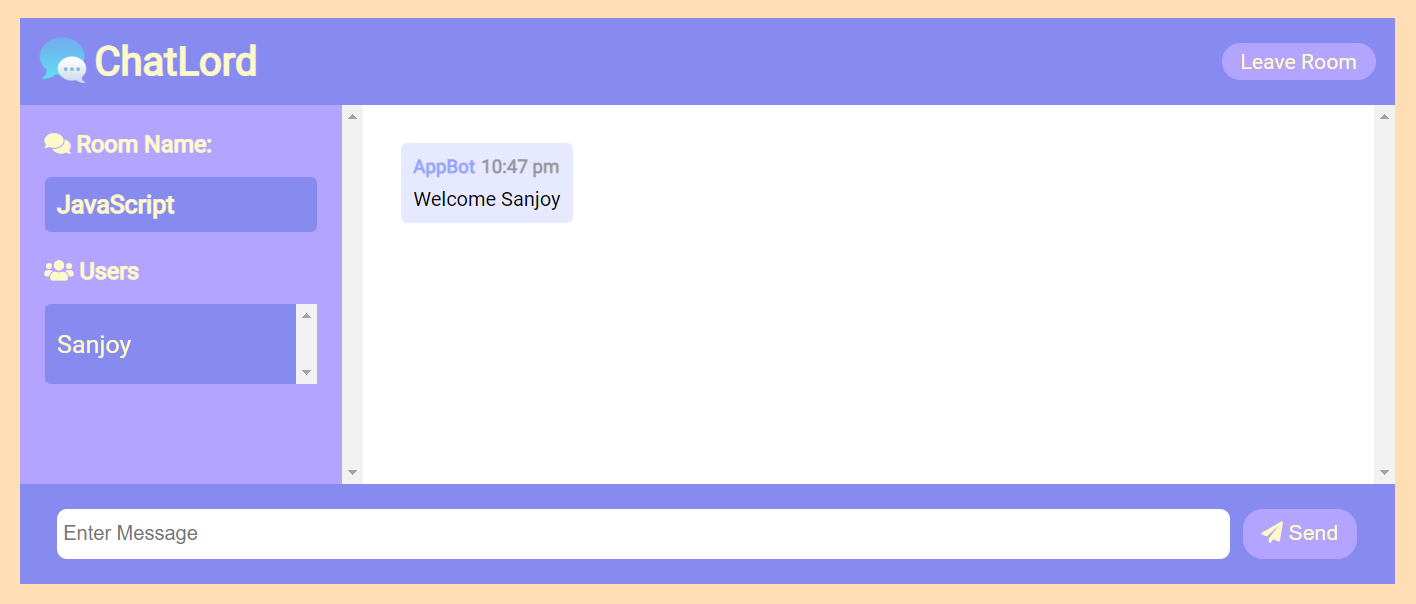 ChatLord
Leave Room
Room Name:
JavaScript
Users
Sanjoy
AppBot 10:47 pm
Welcome Sanjoy
Enter Message
Send